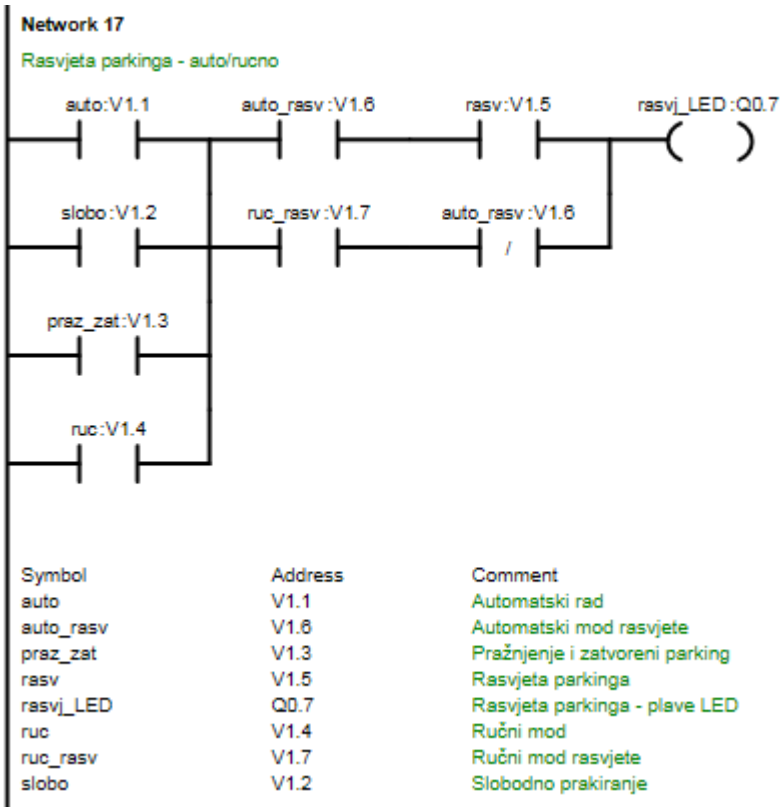 Network 17
Rasvjeta parkinga - auto/rucno
auto:V1.1 auto_rasv:V1.6 rasv:V1.5 rasvj_LED:Q0.7
slobo:V1.2 ruc_rasv:V1.7 auto_rasv:V1.6
/
praz_zat:V1.3
ruc:V1.4
Symbol Address Comment
auto V1.1 Automatski rad
auto_rasv V1.6 Automatski mod rasvjete
praz_zat V1.3 Pražnjenje i zatvoreni parking
rasv V1.5 Rasvjeta parkinga
rasvj_LED Q0.7 Rasvjeta parkinga - plave LED
ruc V1.4 Ručni mod
ruc_rasv V1.7 Ručni mod rasvjete
slobo V1.2 Slobodno prakiranje